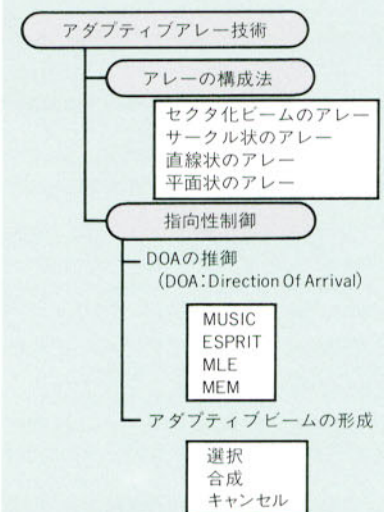 アダプティブアレー技術
アレーの構成法
セクタ化ビームのアレー
サークル状のアレー
直線状のアレー
平面状のアレー
指向性制御
DOAの推御
(DOA:Direction Of Arrival)
MUSIC
ESPRIT
MLE
MEM
アダプティブビームの形成
選択
合成
キャンセル